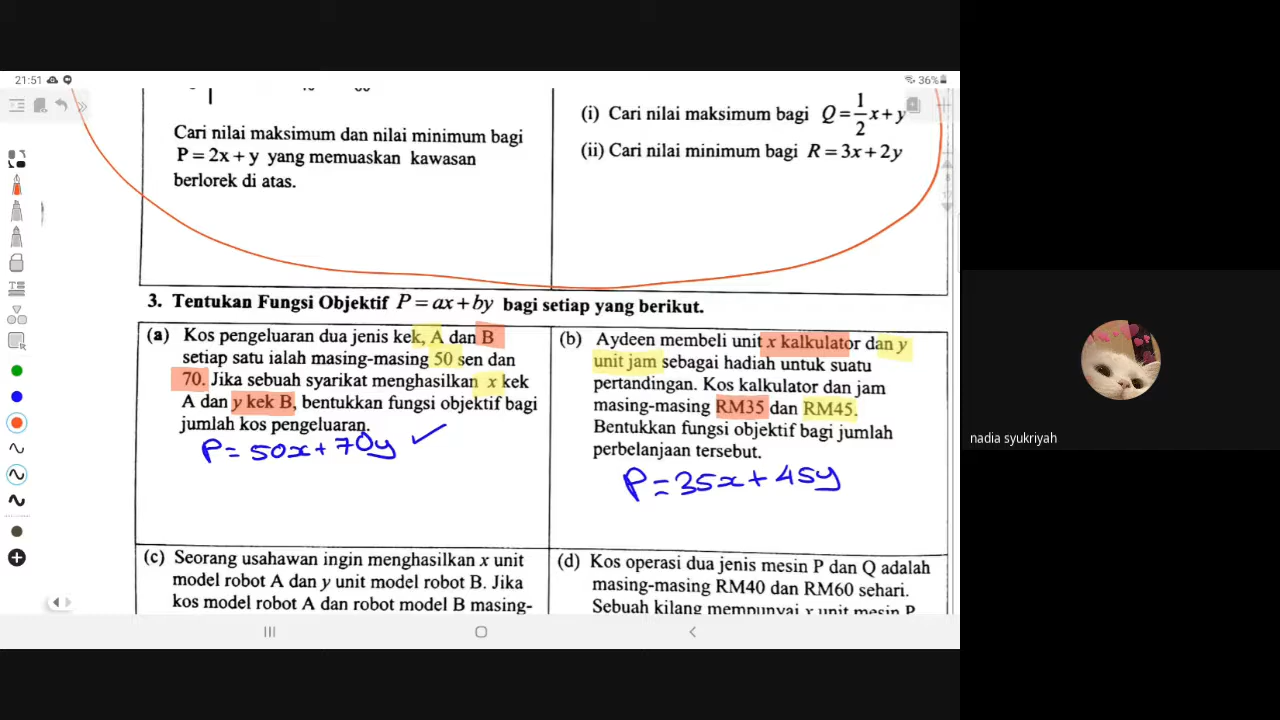 21:51
36%
Cari nilai maksimum dan nilai minimum bagi
P = 2x + y yang memuaskan kawasan
berlorek di atas.
(i) Cari nilai maksimum bagi Q = 1/2 x + y
(ii) Cari nilai minimum bagi R = 3x + 2y
3. Tentukan Fungsi Objektif P = ax + by bagi setiap yang berikut.
(a) Kos pengeluaran dua jenis kek, A dan B
setiap satu ialah masing-masing 50 sen dan
70. Jika sebuah syarikat menghasilkan x kek
A dan y kek B, bentukkan fungsi objektif bagi
jumlah kos pengeluaran.
P = 50x + 70y ✓
(b) Aydeen membeli unit x kalkulator dan y
unit jam sebagai hadiah untuk suatu
pertandingan. Kos kalkulator dan jam
masing-masing RM35 dan RM45.
Bentukkan fungsi objektif bagi jumlah
perbelanjaan tersebut.
P = 35x + 45y
(c) Seorang usahawan ingin menghasilkan x unit
model robot A dan y unit model robot B. Jika
kos model robot A dan robot model B masing-
(d) Kos operasi dua jenis mesin P dan Q adalah
masing-masing RM40 dan RM60 sehari.
Sebuah kilang mempunyai x unit mesin P
nadia syukriyah